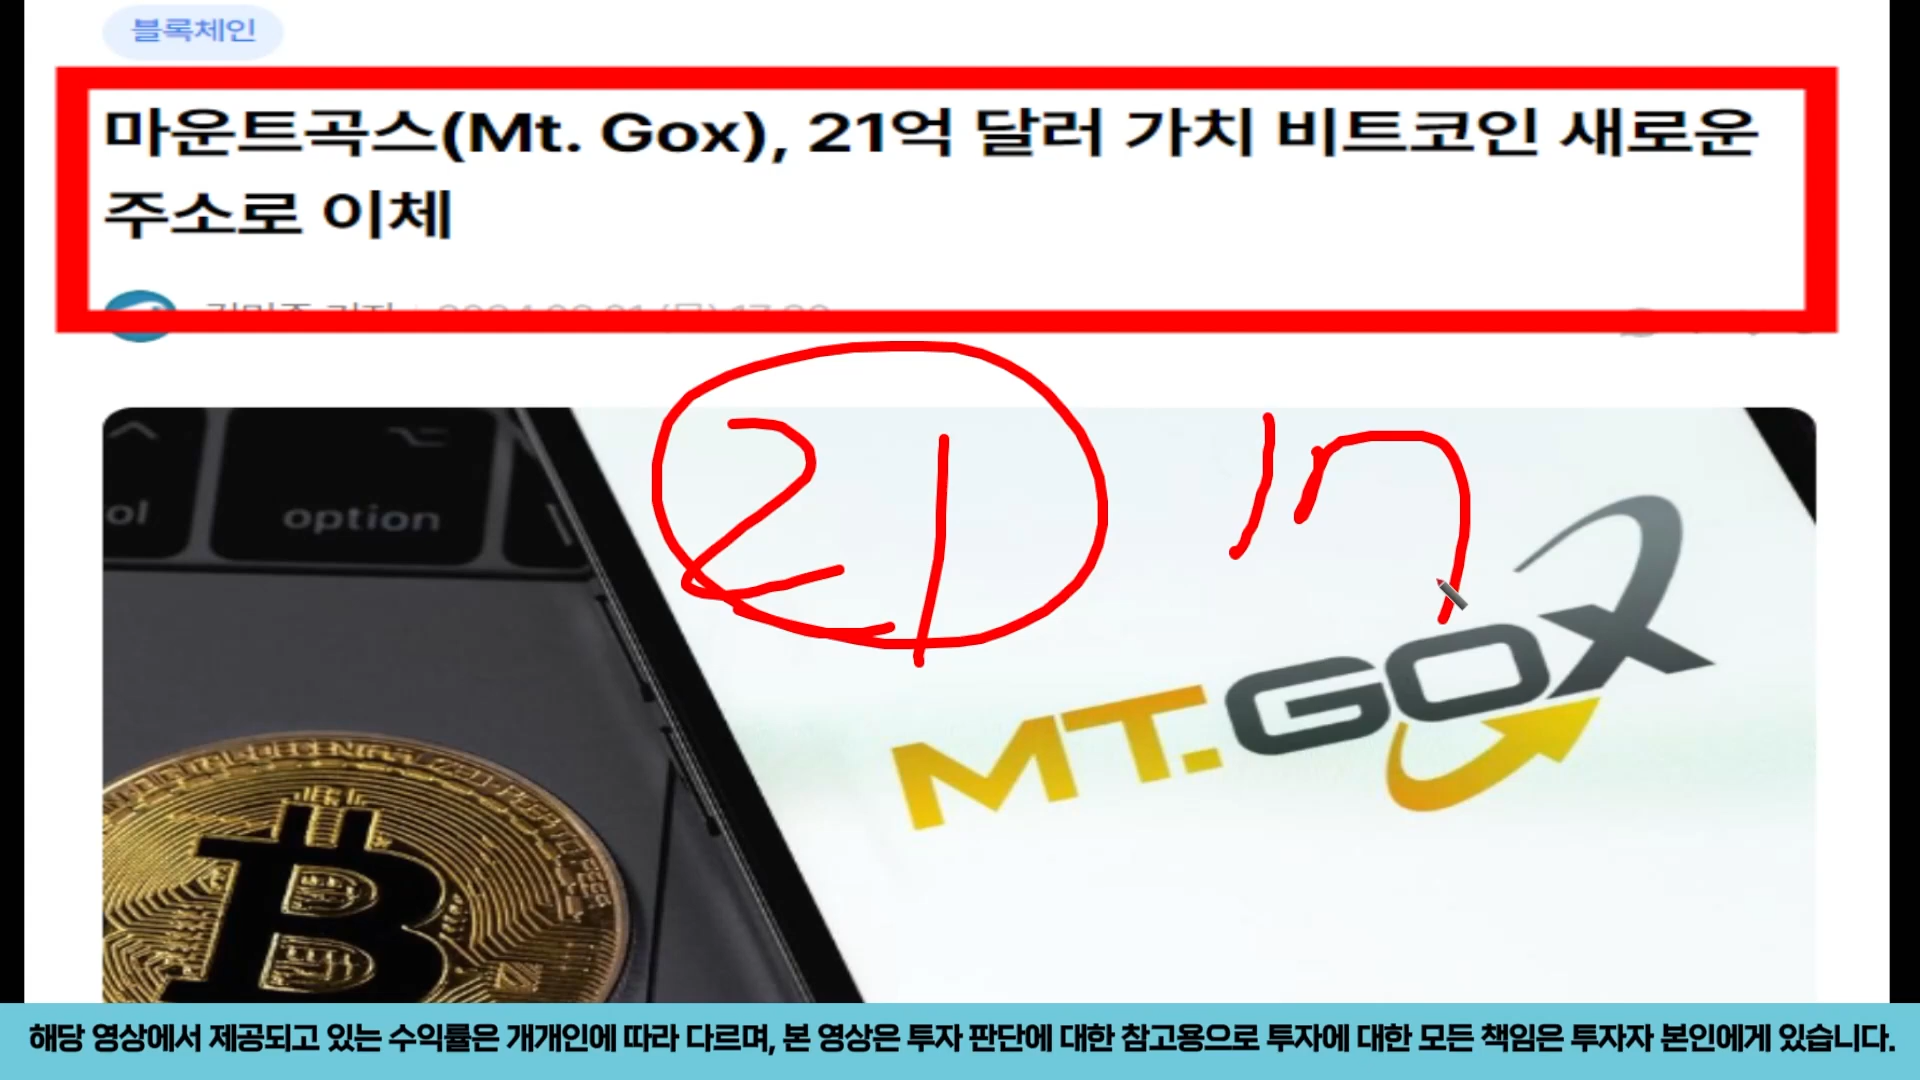 블록체인
마운트곡스(Mt. Gox), 21억 달러 가치 비트코인 새로운
주소로 이체
ol
option
21 17
MT.GOX
B
해당 영상에서 제공되고 있는 수익률은 개개인에 따라 다르며, 본 영상은 투자 판단에 대한 참고용으로 투자에 대한 모든 책임은 투자자 본인에게 있습니다.